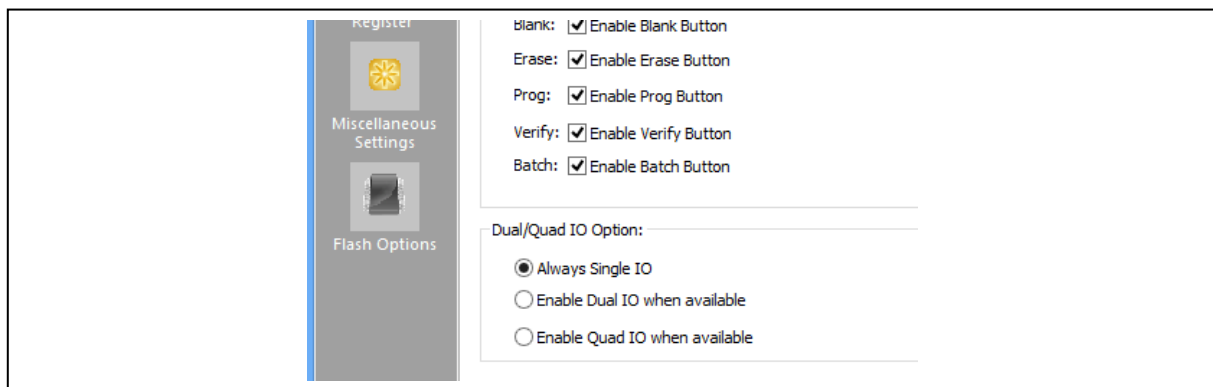 Register
Miscellaneous
Settings
Flash Options
Blank: Enable Blank Button
Erase: Enable Erase Button
Prog: Enable Prog Button
Verify: Enable Verify Button
Batch: Enable Batch Button
Dual/Quad IO Option:
Always Single IO
Enable Dual IO when available
Enable Quad IO when available